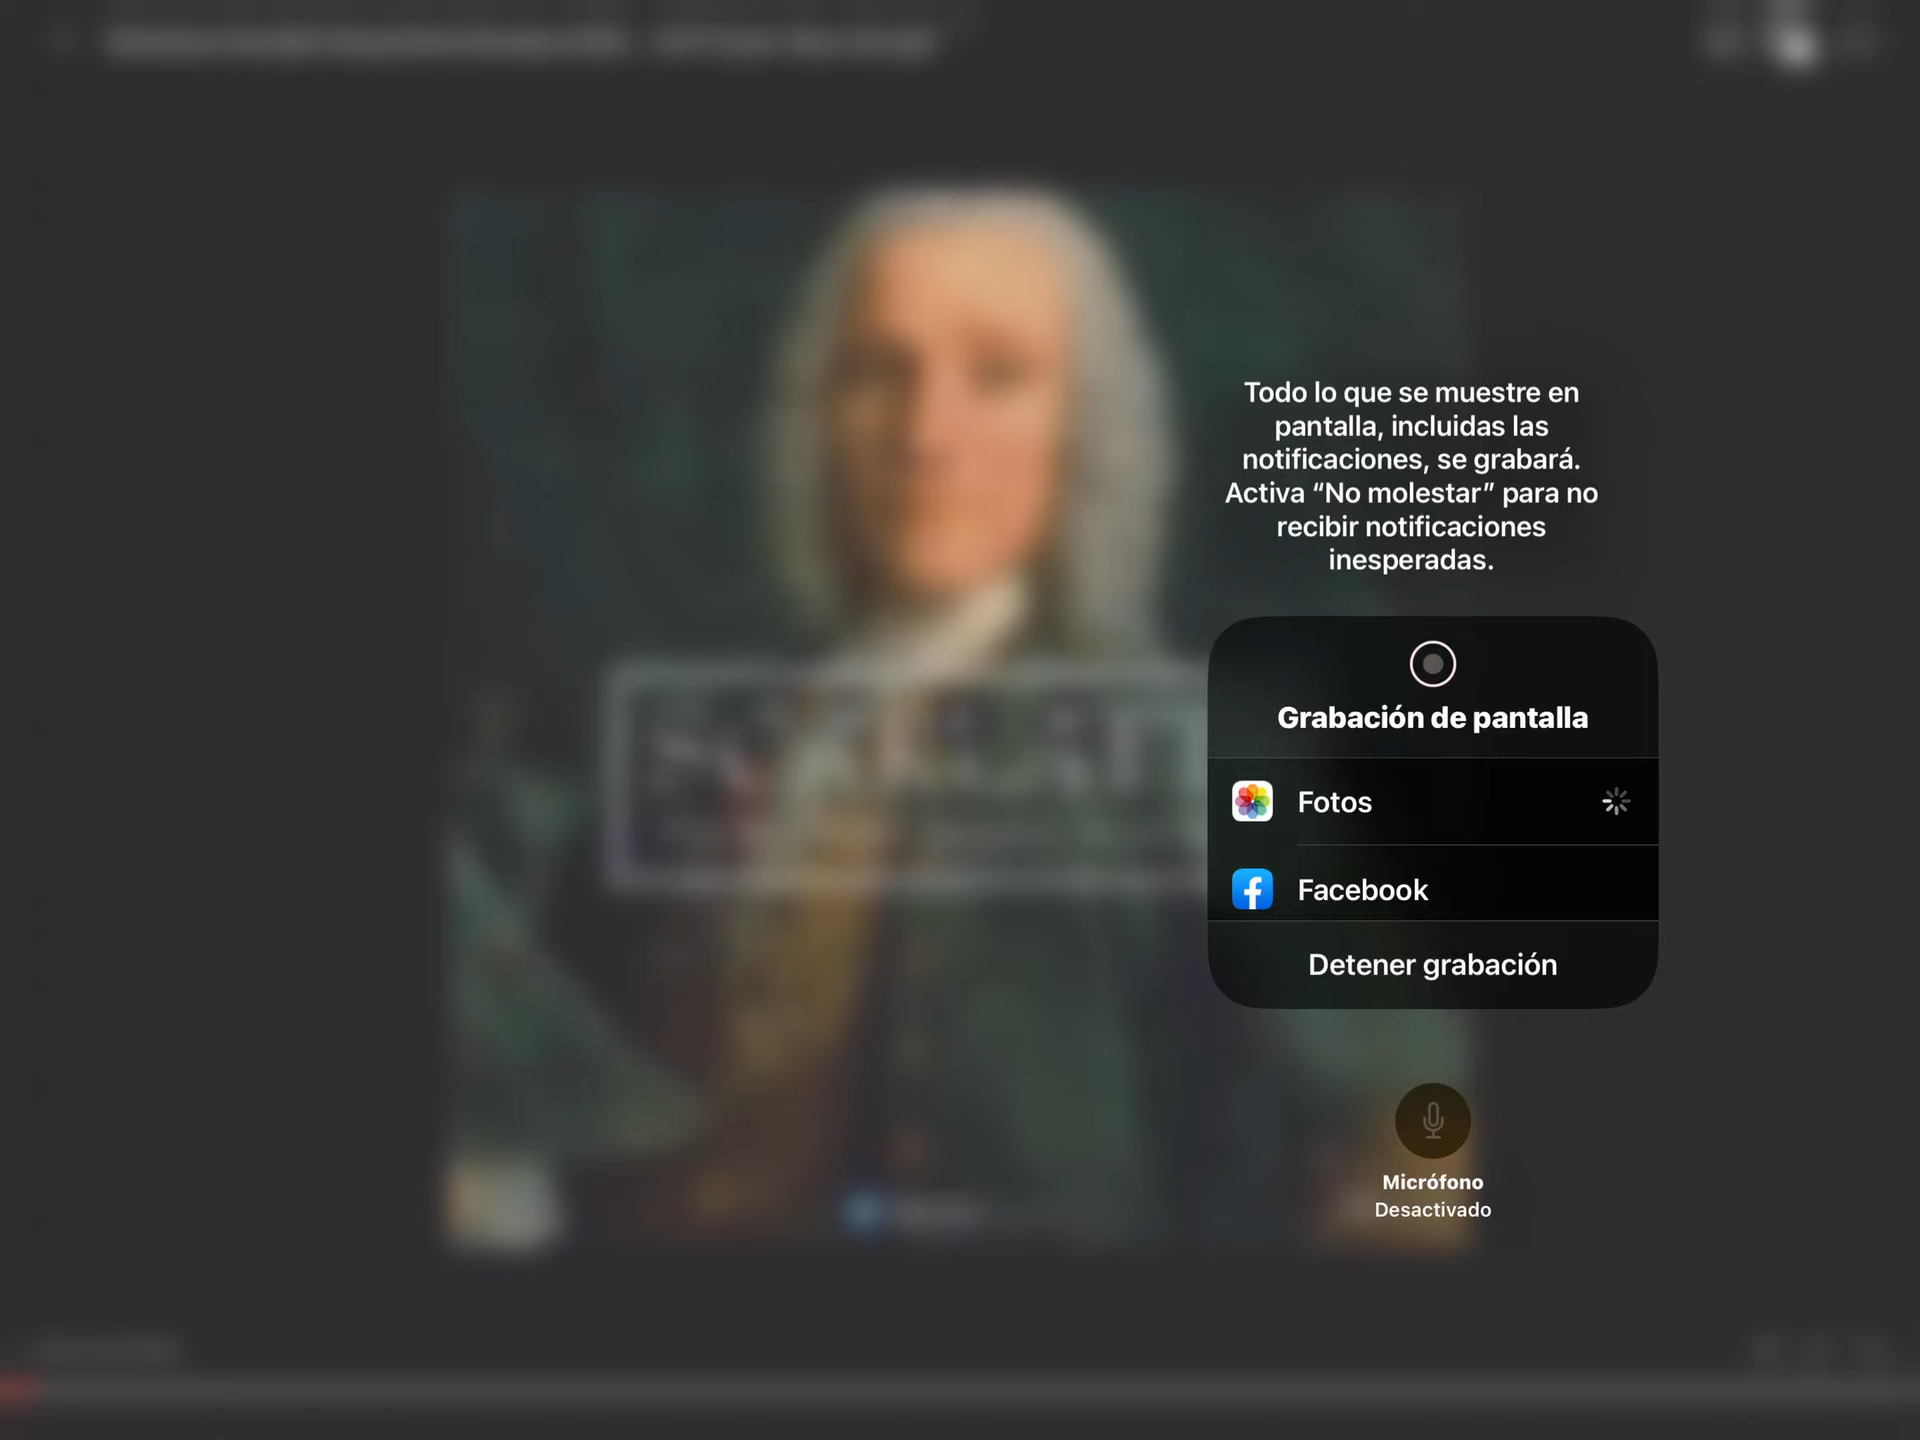 Todo lo que se muestre en
pantalla, incluidas las
notificaciones, se grabará.
Activa “No molestar” para no
recibir notificaciones
inesperadas.
Grabación de pantalla
Fotos
Facebook
Detener grabación
Micrófono
Desactivado